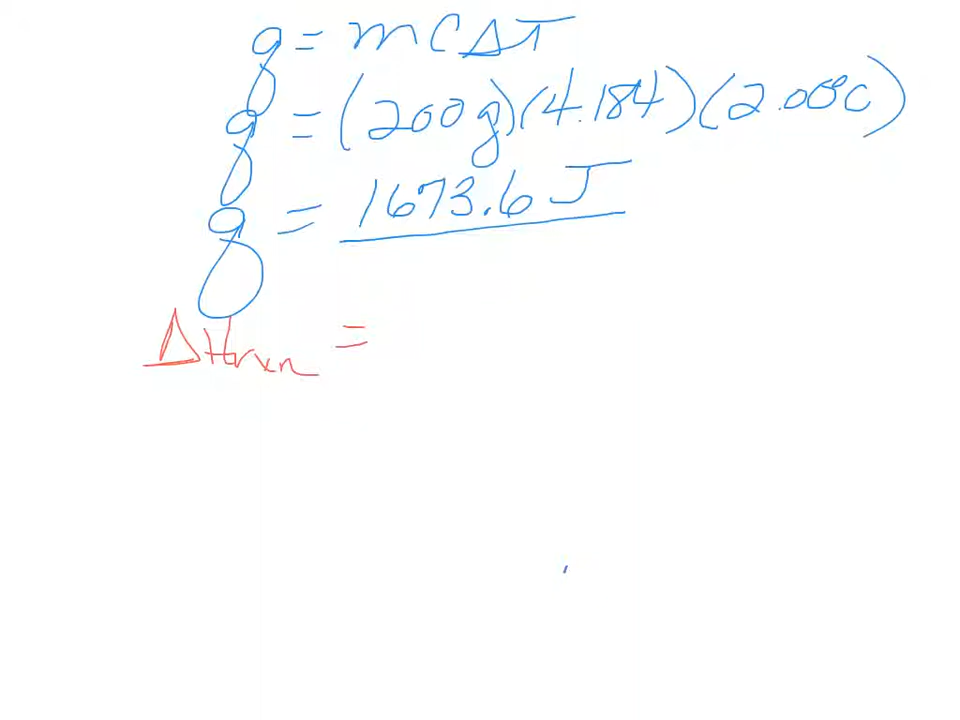 q = mCΔT
q = (200g)(4.184)(2.00°C)
q = 1673.6 J
ΔHrxn =